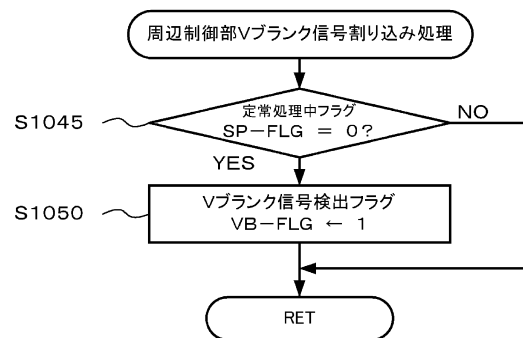 周辺制御部Vブランク信号割り込み処理
S1045
定常処理中フラグ
SP-FLG = 0?
NO
YES
S1050
Vブランク信号検出フラグ
VB-FLG ← 1
RET